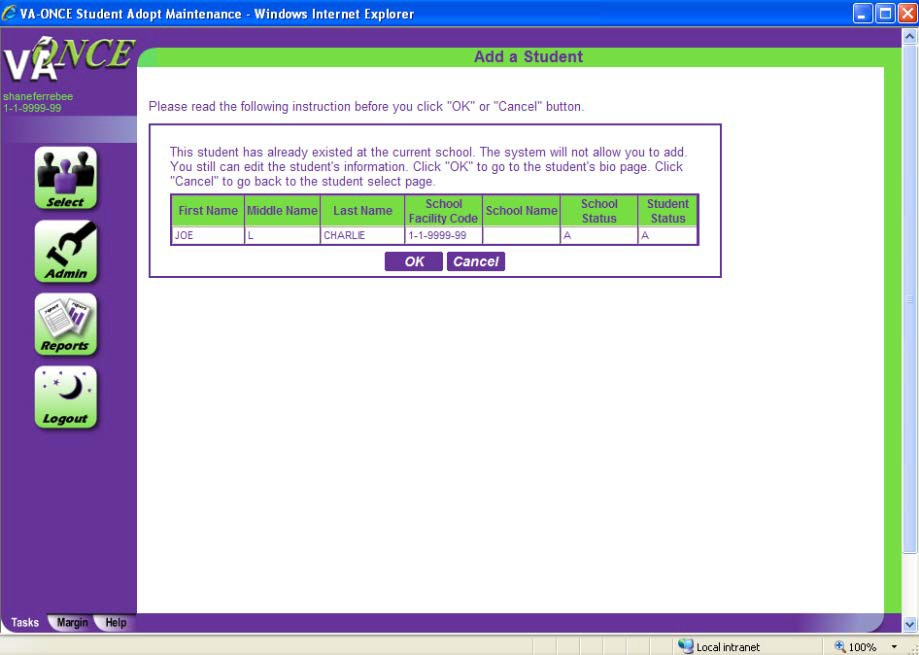 VA-ONCE Student Adopt Maintenance - Windows Internet Explorer
VA ONCE
Add a Student
shaneferrebee
1-1-9999-99
Please read the following instruction before you click "OK" or "Cancel" button.
This student has already existed at the current school. The system will not allow you to add.
You still can edit the student's information. Click "OK" to go to the student's bio page. Click
"Cancel" to go back to the student select page.
First Name Middle Name Last Name School Facility Code School Name School Status Student Status
JOE L CHARLIE 1-1-9999-99 A A
OK Cancel
Select
Admin
Reports
Logout
Tasks Margin Help
Local intranet 100%